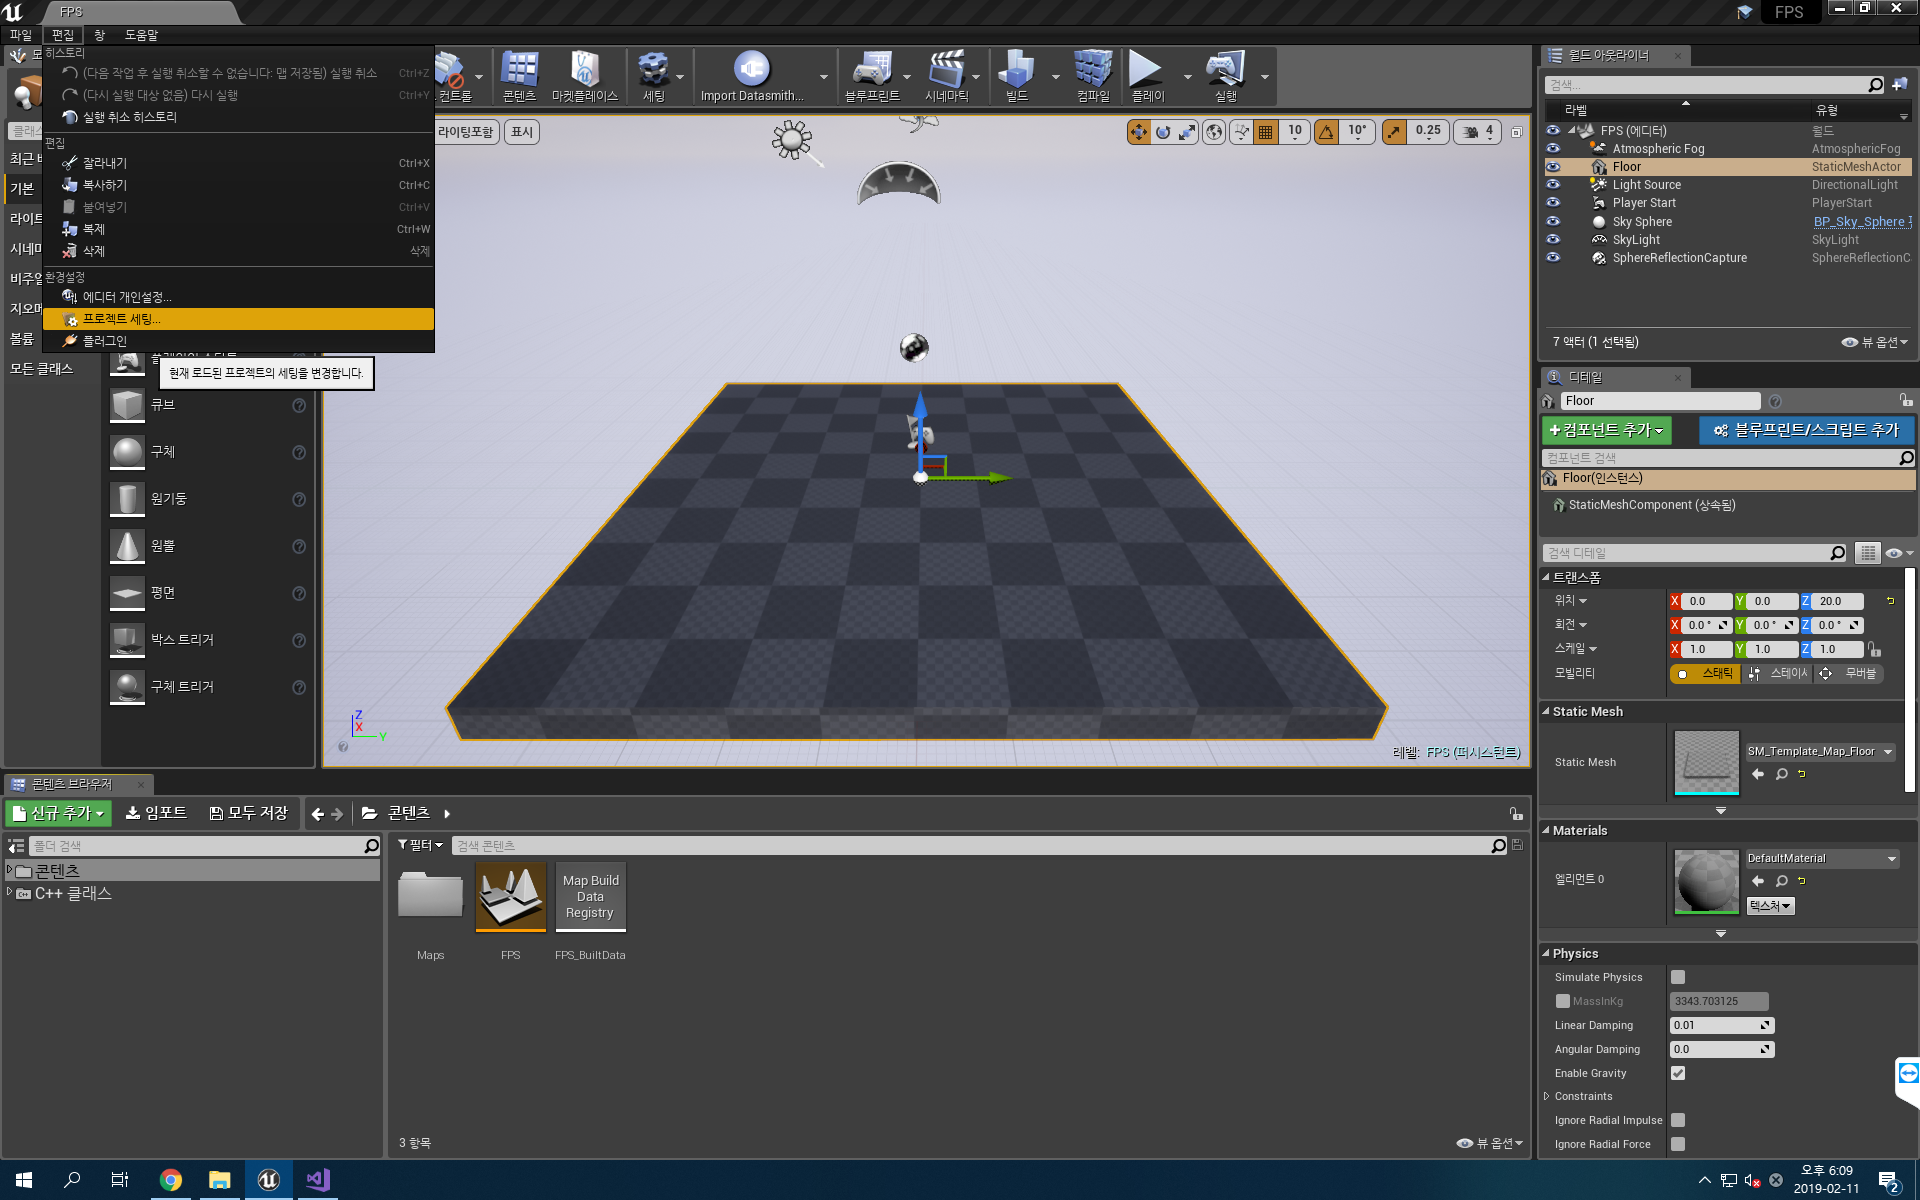 FPS
FPS
파일 편집 창 도움말
히스토리
(다음 작업 후 실행 취소할 수 없습니다: 맵 저장됨) 실행 취소 Ctrl+Z
(다시 실행 대상 없음) 다시 실행 Ctrl+Y
실행 취소 히스토리
편집
잘라내기 Ctrl+X
복사하기 Ctrl+C
붙여넣기 Ctrl+V
복제 Ctrl+W
삭제 삭제
환경설정
에디터 개인설정...
프로젝트 세팅...
플러그인
현재 로드된 프로젝트의 세팅을 변경합니다.
기본
볼륨
모든 클래스
큐브
구체
원기둥
원뿔
평면
박스 트리거
구체 트리거
컨트롤 콘텐츠 마켓플레이스 세팅 Import Datasmith... 블루프린트 시네마틱 빌드 컴파일 플레이 실행
라이팅포함 표시
10 10° 0.25 4
Z
X
Y
레벨: FPS (퍼시스턴트)
월드 아웃라이너
검색...
라벨 유형
FPS (에디터) 월드
Atmospheric Fog AtmosphericFog
Floor StaticMeshActor
Light Source DirectionalLight
Player Start PlayerStart
Sky Sphere BP_Sky_Sphere
SkyLight SkyLight
SphereReflectionCapture SphereReflectionC
7 액터 (1 선택됨) 뷰 옵션
디테일
Floor
+컴포넌트 추가 블루프린트/스크립트 추가
컴포넌트 검색
Floor(인스턴스)
StaticMeshComponent (상속됨)
검색 디테일
트랜스폼
위치 X 0.0 Y 0.0 Z 20.0
회전 X 0.0 ° Y 0.0 ° Z 0.0 °
스케일 X 1.0 Y 1.0 Z 1.0
모빌리티 스태틱 스테이셔 무버블
Static Mesh
Static Mesh SM_Template_Map_Floor
Materials
엘리먼트 0 DefaultMaterial
텍스처
Physics
Simulate Physics
MassInKg 3343.703125
Linear Damping 0.01
Angular Damping 0.0
Enable Gravity
Constraints
Ignore Radial Impulse
Ignore Radial Force
콘텐츠 브라우저
신규 추가 임포트 모두 저장 콘텐츠
폴더 검색
콘텐츠
C++ 클래스
필터 검색 콘텐츠
Map Build
Data
Registry
Maps FPS FPS_BuiltData
3 항목 뷰 옵션
오후 6:09
2019-02-11
2